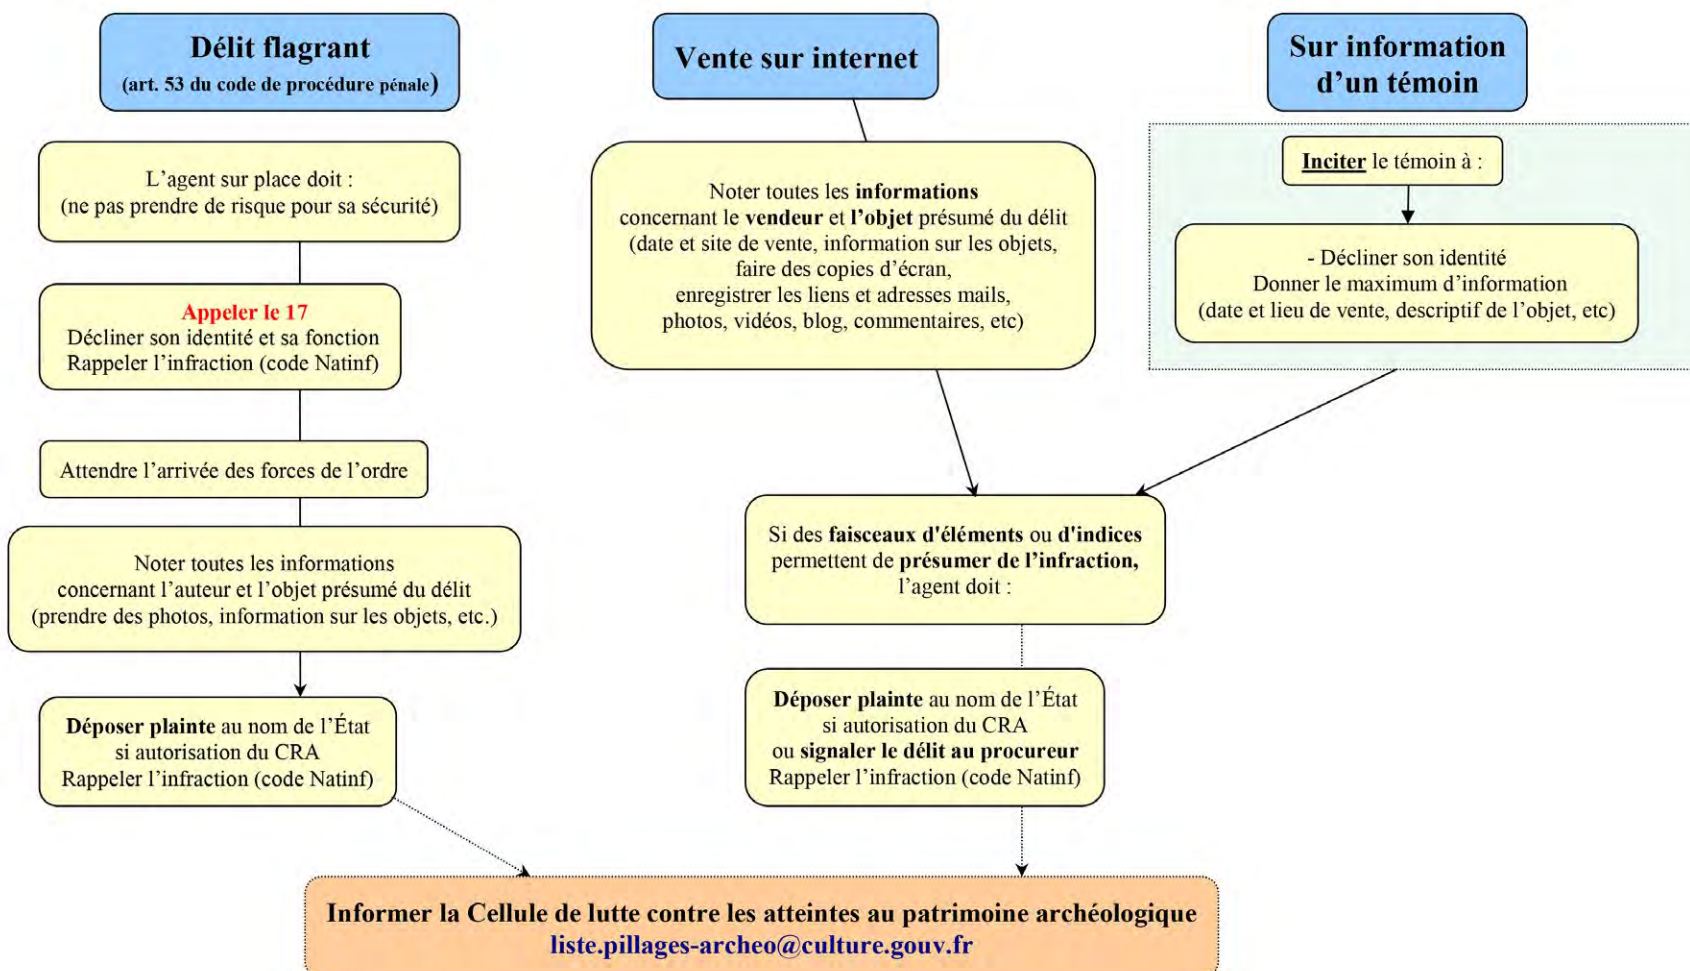 Délit flagrant
(art. 53 du code de procédure pénale)
L'agent sur place doit :
(ne pas prendre de risque pour sa sécurité)
Appeler le 17
Décliner son identité et sa fonction
Rappeler l'infraction (code Natinf)
Attendre l'arrivée des forces de l'ordre
Noter toutes les informations
concernant l'auteur et l'objet présumé du délit
(prendre des photos, information sur les objets, etc.)
Déposer plainte au nom de l'État
si autorisation du CRA
Rappeler l'infraction (code Natinf)
Vente sur internet
Noter toutes les informations
concernant le vendeur et l'objet présumé du délit
(date et site de vente, information sur les objets,
faire des copies d'écran,
enregistrer les liens et adresses mails,
photos, vidéos, blog, commentaires, etc)
Sur information
d'un témoin
Inciter le témoin à :
- Décliner son identité
Donner le maximum d'information
(date et lieu de vente, descriptif de l'objet, etc)
Si des faisceaux d'éléments ou d'indices
permettent de présumer de l'infraction,
l'agent doit :
Déposer plainte au nom de l'État
si autorisation du CRA
ou signaler le délit au procureur
Rappeler l'infraction (code Natinf)
Informer la Cellule de lutte contre les atteintes au patrimoine archéologique
liste.pillages-archeo@culture.gouv.fr